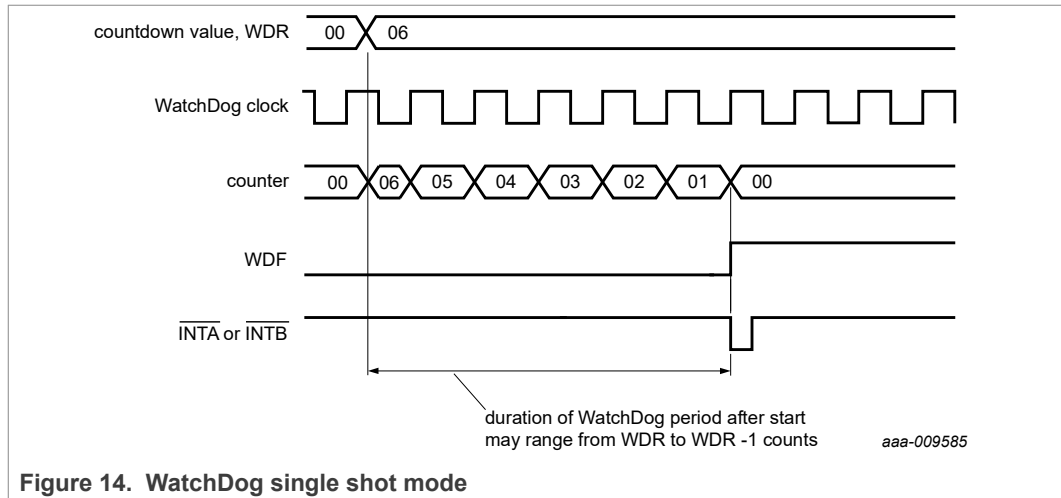 countdown value, WDR 00 06
WatchDog clock
counter 00 06 05 04 03 02 01 00
WDF
INTA or INTB
duration of WatchDog period after start
may range from WDR to WDR -1 counts
aaa-009585
Figure 14. WatchDog single shot mode